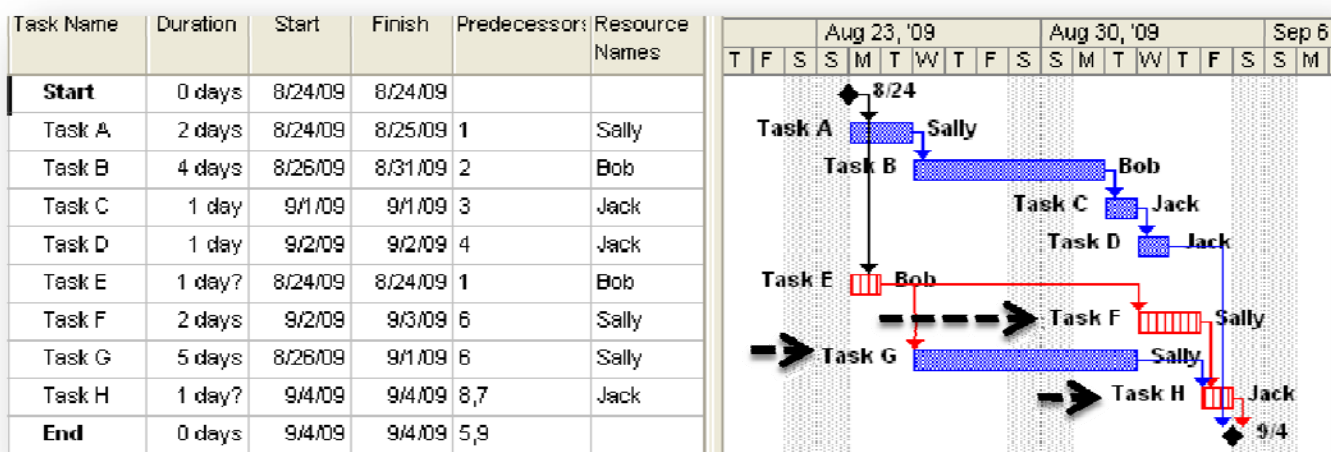 Task Name Duration Start Finish Predecessors Resource Names
Start 0 days 8/24/09 8/24/09
Task A 2 days 8/24/09 8/25/09 1 Sally
Task B 4 days 8/26/09 8/31/09 2 Bob
Task C 1 day 9/1/09 9/1/09 3 Jack
Task D 1 day 9/2/09 9/2/09 4 Jack
Task E 1 day? 8/24/09 8/24/09 1 Bob
Task F 2 days 9/2/09 9/3/09 6 Sally
Task G 5 days 8/26/09 9/1/09 6 Sally
Task H 1 day? 9/4/09 9/4/09 8,7 Jack
End 0 days 9/4/09 9/4/09 5,9
Aug 23, '09 Aug 30, '09 Sep 6
T F S S M T W T F S S M T W T F S S M
8/24
Task A Sally
Task B Bob
Task C Jack
Task D Jack
Task E Bob
Task F Sally
Task G Sally
Task H Jack
9/4